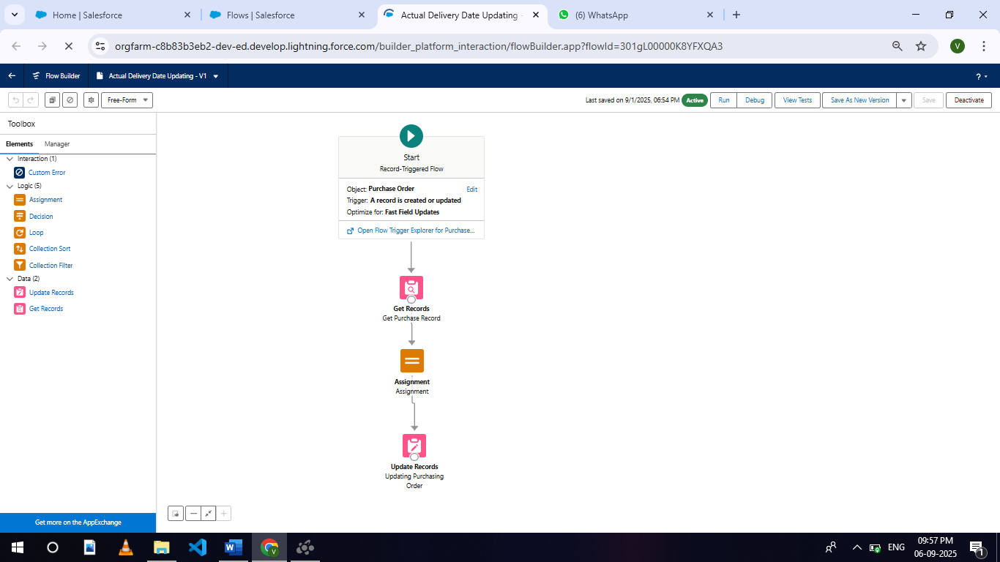 Home | Salesforce
Flows | Salesforce
Actual Delivery Date Updating -
(6) WhatsApp
orgfarm-c8b83b3eb2-dev-ed.develop.lightning.force.com/builder_platform_interaction/flowBuilder.app?flowId=301gL00000K8YFXQA3
V
Flow Builder
Actual Delivery Date Updating - V1
?
Free-Form
Last saved on 9/1/2025, 06:54 PM
Active
Run
Debug
View Tests
Save As New Version
Save
Deactivate
Toolbox
Elements
Manager
Interaction (1)
Custom Error
Logic (5)
Assignment
Decision
Loop
Collection Sort
Collection Filter
Data (2)
Update Records
Get Records
Get more on the AppExchange
Start
Record-Triggered Flow
Object: Purchase Order
Edit
Trigger: A record is created or updated
Optimize for: Fast Field Updates
Open Flow Trigger Explorer for Purchase...
Get Records
Get Purchase Record
Assignment
Assignment
Update Records
Updating Purchasing
Order
ENG
09:57 PM
06-09-2025
1